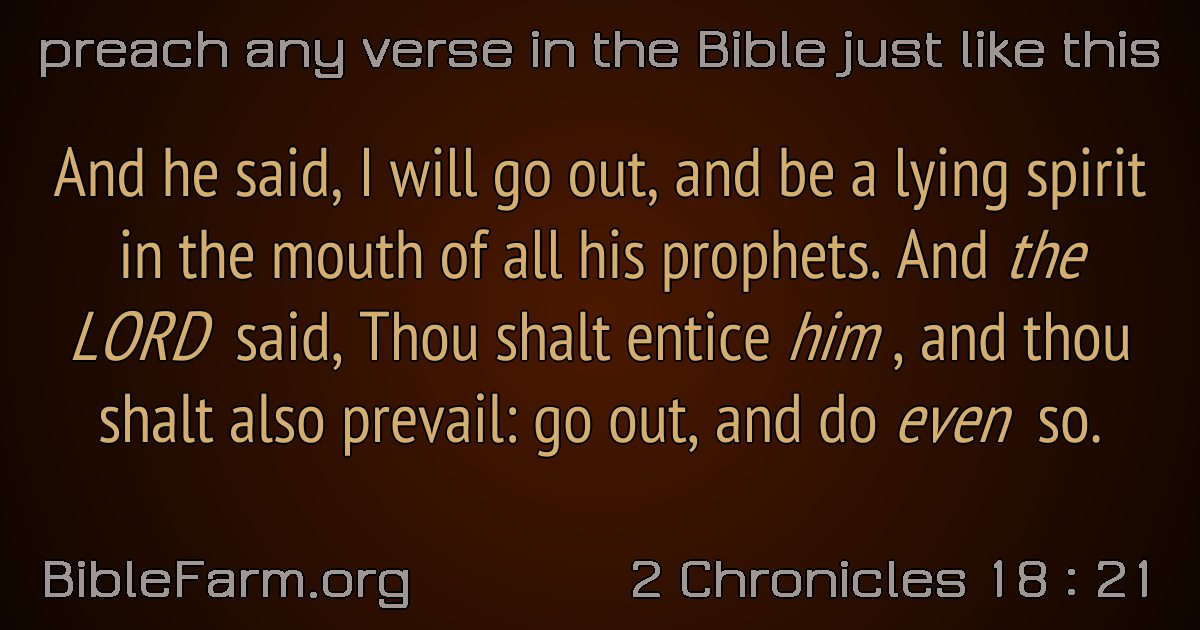 preach any verse in the Bible just like this
And he said, I will go out, and be a lying spirit
in the mouth of all his prophets. And the
LORD said, Thou shalt entice him , and thou
shalt also prevail: go out, and do even so.
BibleFarm.org
2 Chronicles 18 : 21